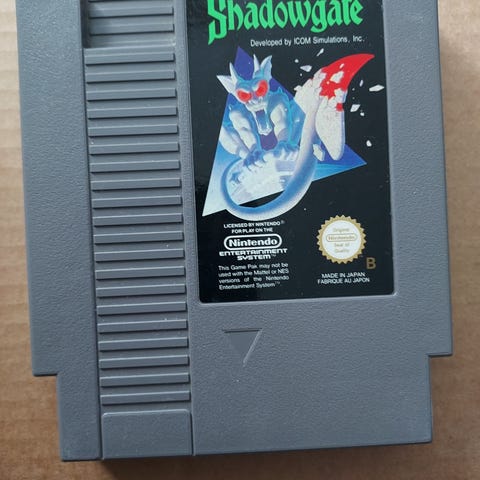 Shadowgate
Developed by ICOM Simulations, Inc.
LICENSED BY NINTENDO®
FOR PLAY ON THE
Nintendo®
ENTERTAINMENT
SYSTEM™
This Game Pak may not be
used with the Mattel or NES
versions of the Nintendo
Entertainment System™
Original
Nintendo
Seal of
Quality
B
MADE IN JAPAN
FABRIQUE AU JAPON